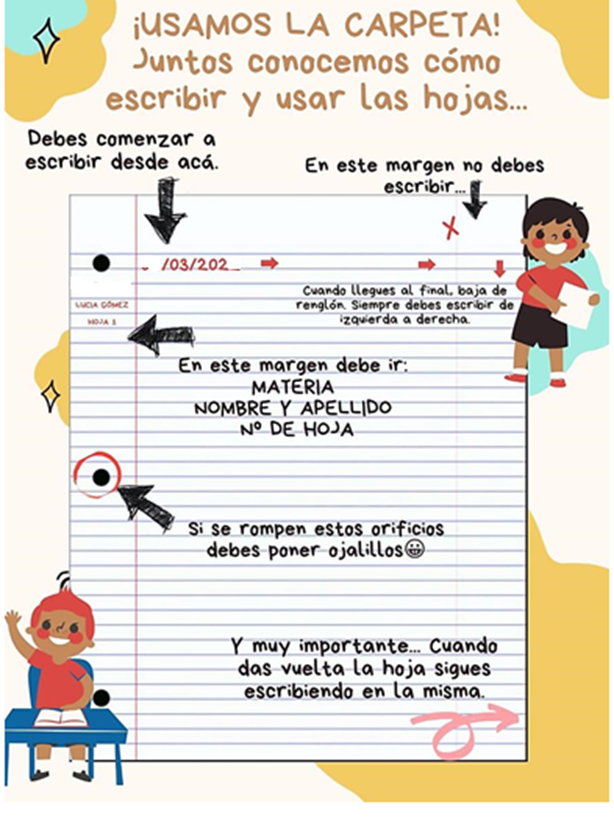 ¡USAMOS LA CARPETA!
Juntos conocemos cómo
escribir y usar las hojas...
Debes comenzar a
escribir desde acá.
En este margen no debes
escribir...
X
/03/202
Cuando llegues al final, baja de
renglón. Siempre debes escribir de
izquierda a derecha.
LUCIA GÓMEZ
HOJA 1
En este margen debe ir:
MATERIA
NOMBRE Y APELLIDO
Nº DE HOJA
Si se rompen estos orificios
debes poner ojalillos😀
Y muy importante... Cuando
das vuelta la hoja sigues
escribiendo en la misma.